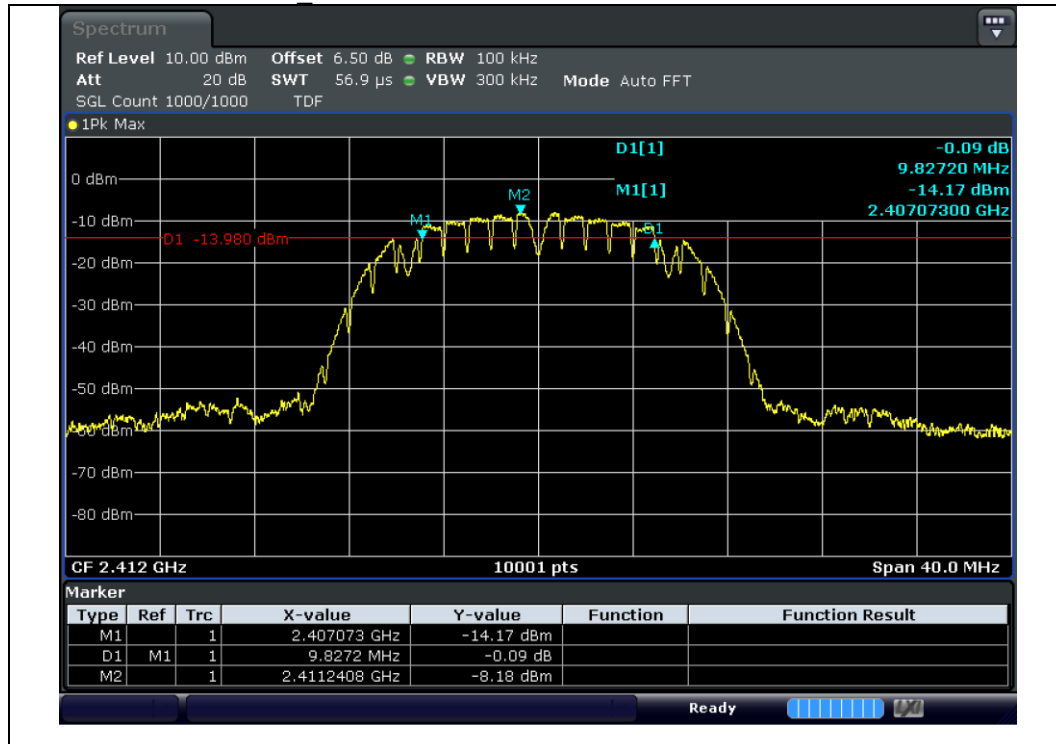 Spectrum
Ref Level 10.00 dBm Offset 6.50 dB RBW 100 kHz
Att 20 dB SWT 56.9 µs VBW 300 kHz Mode Auto FFT
SGL Count 1000/1000 TDF
1Pk Max
D1[1] -0.09 dB
9.82720 MHz
0 dBm
M1[1] -14.17 dBm
2.40707300 GHz
M2
M1
-10 dBm
D1
D1 -13.980 dBm
-20 dBm
-30 dBm
-40 dBm
-50 dBm
-60 dBm
-70 dBm
-80 dBm
CF 2.412 GHz 10001 pts Span 40.0 MHz
Marker
Type Ref Trc X-value Y-value Function Function Result
M1 1 2.407073 GHz -14.17 dBm
D1 M1 1 9.8272 MHz -0.09 dB
M2 1 2.4112408 GHz -8.18 dBm
Ready